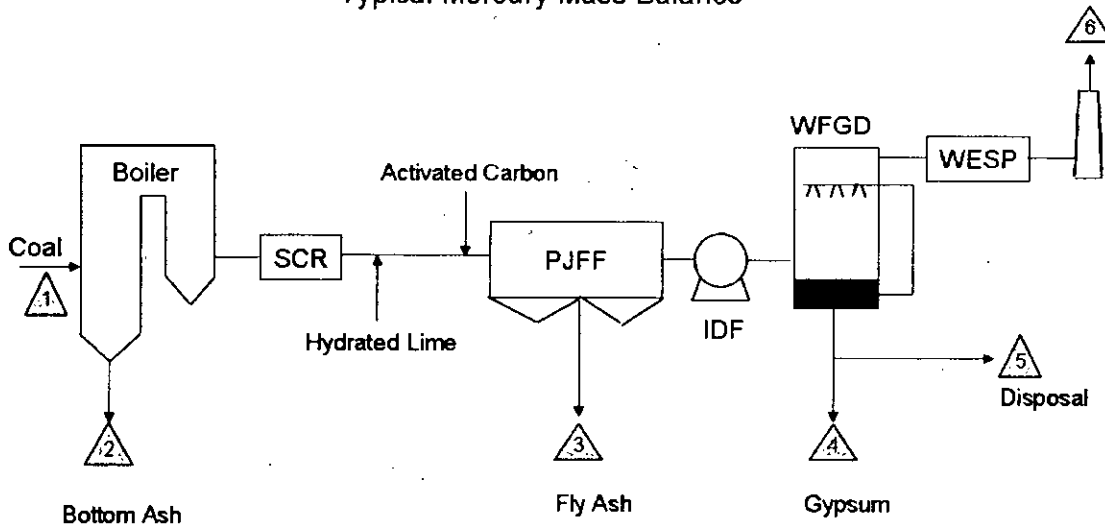 Typical Mercury Mass Balance
6
WFGD
WESP
Boiler
Activated Carbon
Coal
SCR
PJFF
1
IDF
Hydrated Lime
5
Disposal
2
3
4
Bottom Ash
Fly Ash
Gypsum